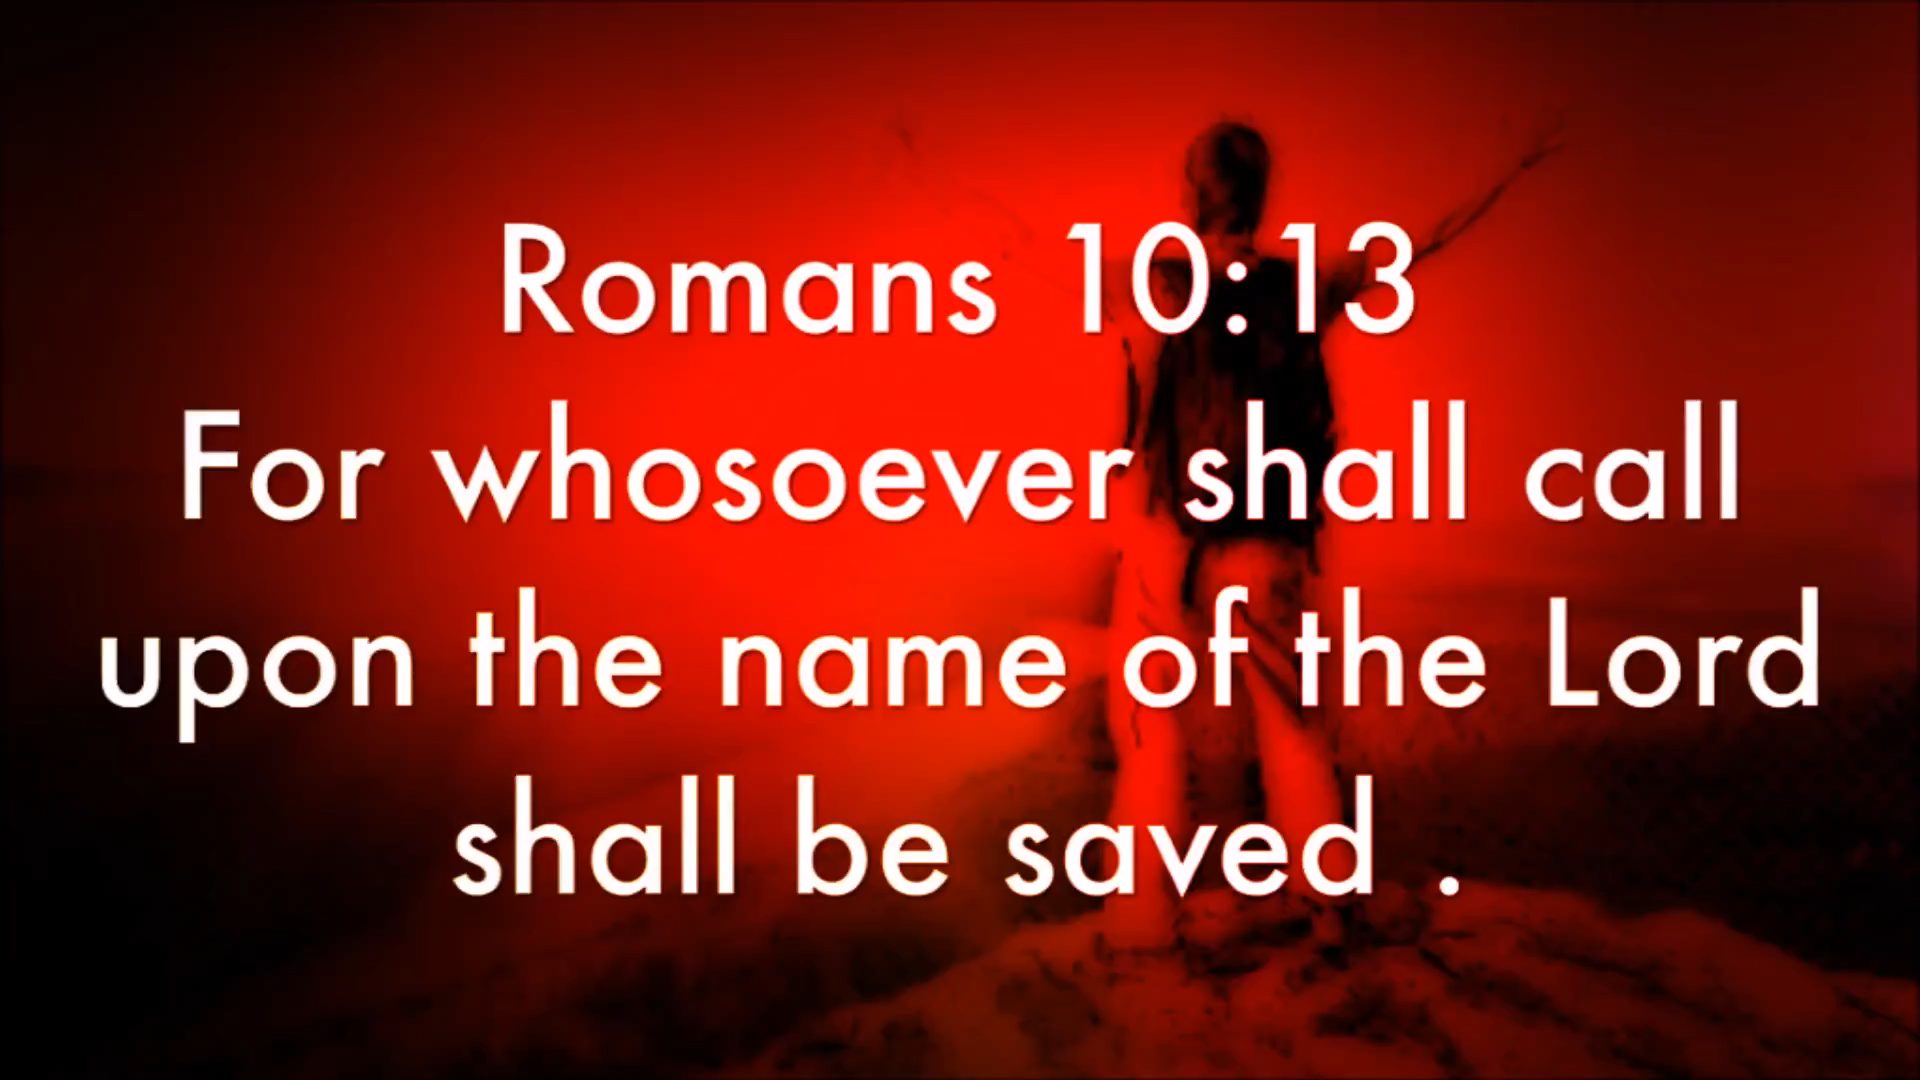 Romans 10:13
For whosoever shall call
upon the name of the Lord
shall be saved .